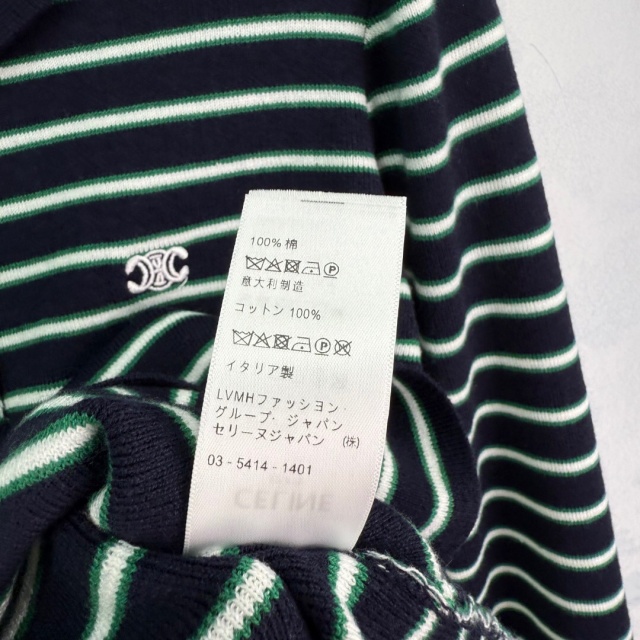 100% 棉
意大利制造
コットン 100%
イタリア製
LVMHファッション・
グループ・ジャパン
セリーヌジャパン (株)
03-5414-1401
CELINE